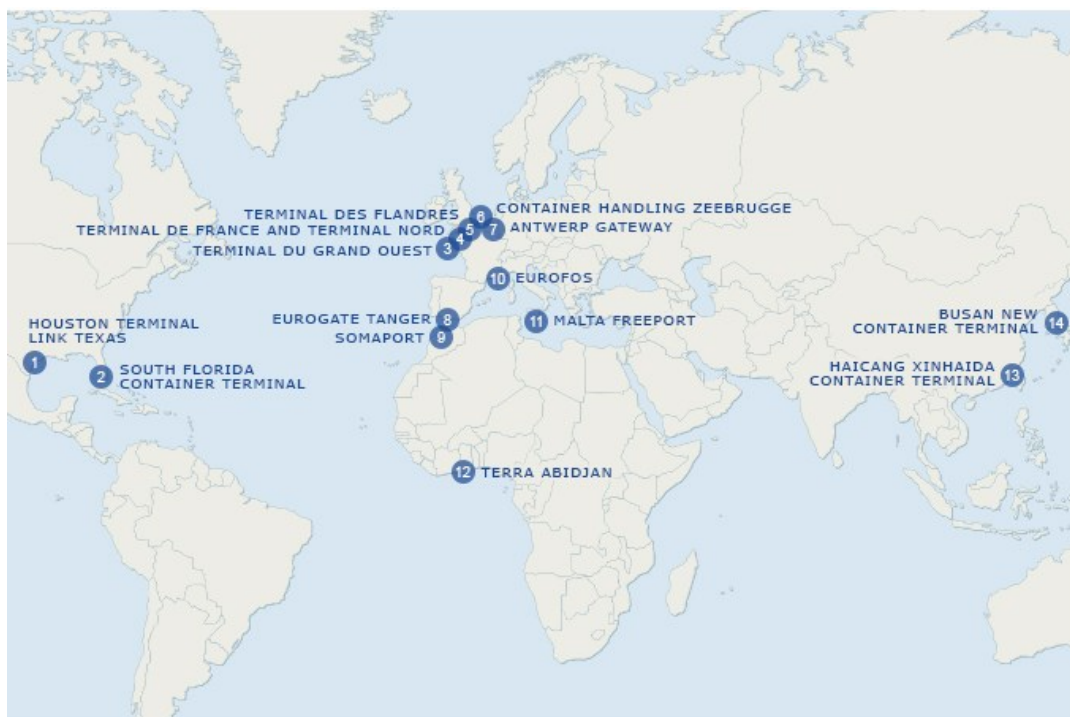 TERMINAL DES FLANDRES 6 CONTAINER HANDLING ZEEBRUGGE
TERMINAL DE FRANCE AND TERMINAL NORD 5 7 ANTWERP GATEWAY
4
TERMINAL DU GRAND OUEST 3
10 EUROFOS
EUROGATE TANGER 8
11 MALTA FREEPORT
SOMAPORT 9
HOUSTON TERMINAL
LINK TEXAS
1
2 SOUTH FLORIDA
CONTAINER TERMINAL
BUSAN NEW
CONTAINER TERMINAL 14
HAICANG XINHAIDA
CONTAINER TERMINAL 13
12 TERRA ABIDJAN